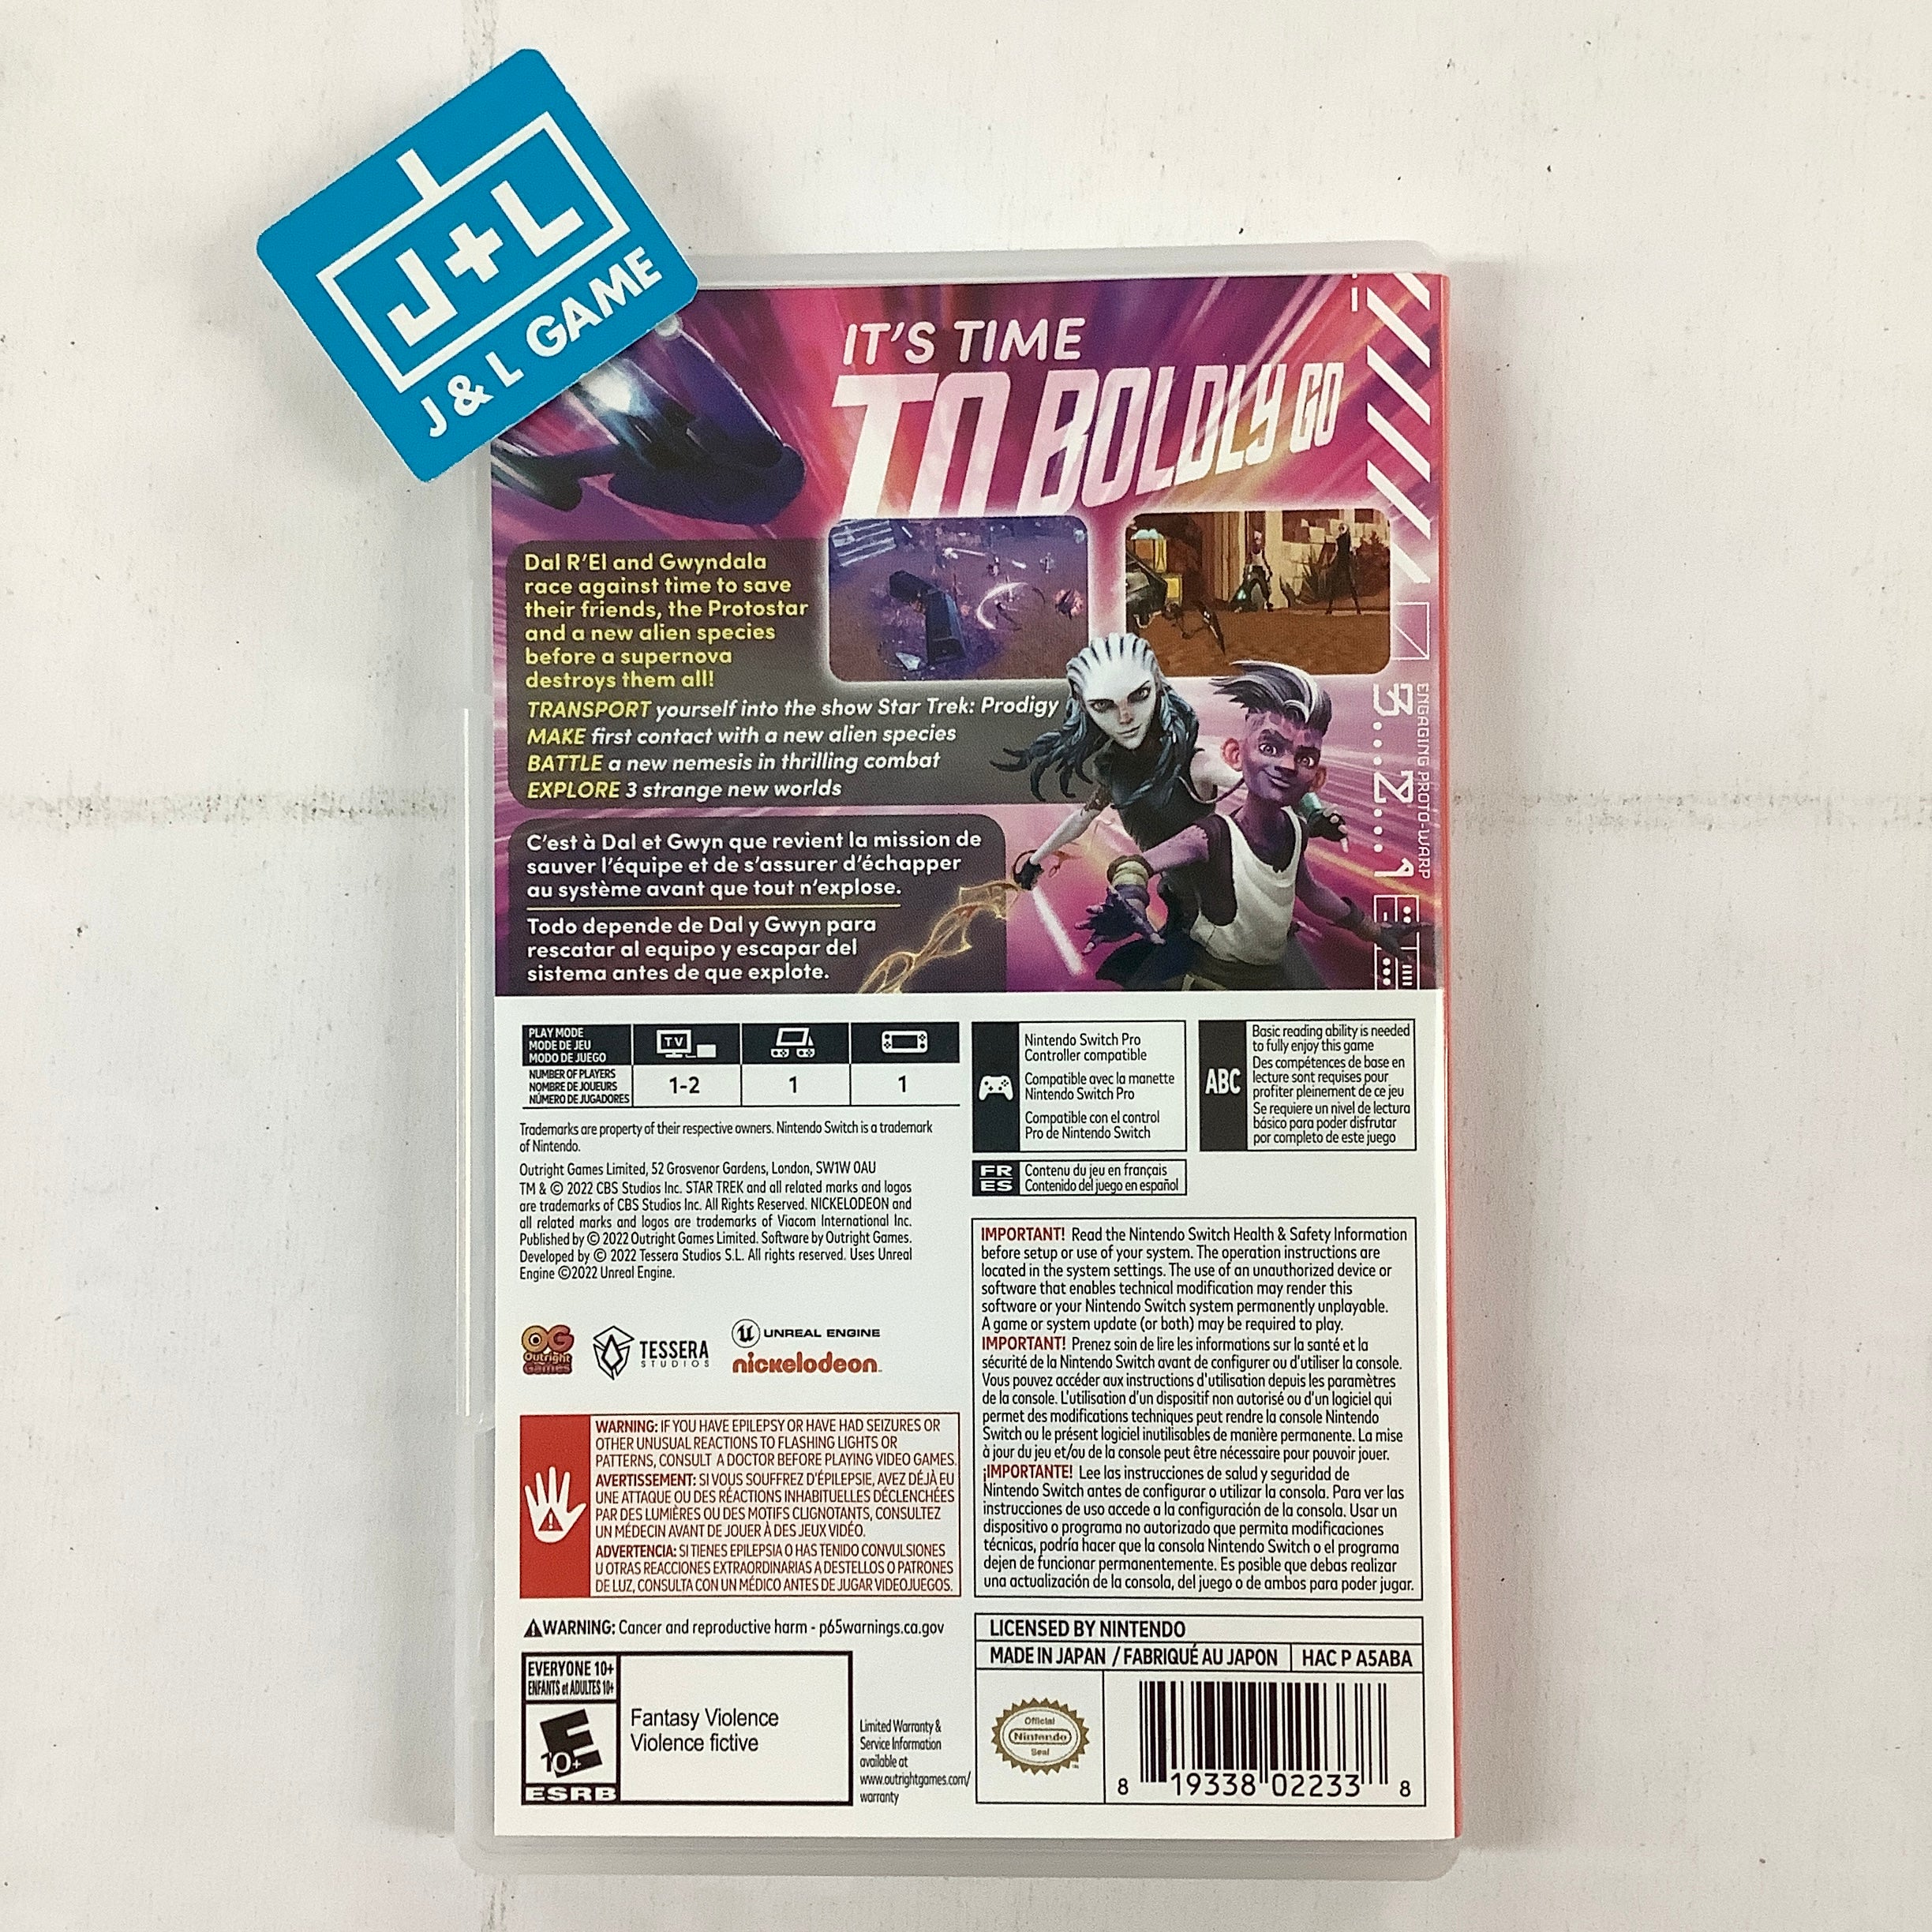 J+L
J & L GAME
IT'S TIME
TO BOLDLY GO
Dal R'El and Gwyndala
race against time to save
their friends, the Protostar
and a new alien species
before a supernova
destroys them all!
TRANSPORT yourself into the show Star Trek: Prodigy
MAKE first contact with a new alien species
BATTLE a new nemesis in thrilling combat
EXPLORE 3 strange new worlds
C'est à Dal et Gwyn que revient la mission de
sauver l'équipe et de s'assurer d'échapper
au système avant que tout n'explose.
Todo depende de Dal y Gwyn para
rescatar al equipo y escapar del
sistema antes de que explote.
3...2...1
ENGAGING PROTO-WARP
PLAY MODE
MODE DE JEU
MODO DE JUEGO
TV
NUMBER OF PLAYERS
NOMBRE DE JOUEURS
NÚMERO DE JUGADORES
1-2
1
1
Nintendo Switch Pro
Controller compatible
Compatible avec la manette
Nintendo Switch Pro
Compatible con el control
Pro de Nintendo Switch
ABC
Basic reading ability is needed
to fully enjoy this game
Des compétences de base en
lecture sont requises pour
profiter pleinement de ce jeu
Se requiere un nivel de lectura
básico para poder disfrutar
por completo de este juego
FR
ES
Contenu du jeu en français
Contenido del juego en español
Trademarks are property of their respective owners. Nintendo Switch is a trademark
of Nintendo.
Outright Games Limited, 52 Grosvenor Gardens, London, SW1W 0AU
TM & © 2022 CBS Studios Inc. STAR TREK and all related marks and logos
are trademarks of CBS Studios Inc. All Rights Reserved. NICKELODEON and
all related marks and logos are trademarks of Viacom International Inc.
Published by © 2022 Outright Games Limited. Software by Outright Games.
Developed by © 2022 Tessera Studios S.L. All rights reserved. Uses Unreal
Engine ©2022 Unreal Engine.
OG
Outright
Games
TESSERA
STUDIOS
UNREAL ENGINE
nickelodeon
IMPORTANT! Read the Nintendo Switch Health & Safety Information
before setup or use of your system. The operation instructions are
located in the system settings. The use of an unauthorized device or
software that enables technical modification may render this
software or your Nintendo Switch system permanently unplayable.
A game or system update (or both) may be required to play.
IMPORTANT! Prenez soin de lire les informations sur la santé et la
sécurité de la Nintendo Switch avant de configurer ou d'utiliser la console.
Vous pouvez accéder aux instructions d'utilisation depuis les paramètres
de la console. L'utilisation d'un dispositif non autorisé ou d'un logiciel qui
permet des modifications techniques peut rendre la console Nintendo
Switch ou le présent logiciel inutilisables de manière permanente. La mise
à jour du jeu et/ou de la console peut être nécessaire pour pouvoir jouer.
¡IMPORTANTE! Lee las instrucciones de salud y seguridad de
Nintendo Switch antes de configurar o utilizar la consola. Para ver las
instrucciones de uso accede a la configuración de la consola. Usar un
dispositivo o programa no autorizado que permita modificaciones
técnicas, podría hacer que la consola Nintendo Switch o el programa
dejen de funcionar permanentemente. Es posible que debas realizar
una actualización de la consola, del juego o de ambos para poder jugar.
WARNING: IF YOU HAVE EPILEPSY OR HAVE HAD SEIZURES OR
OTHER UNUSUAL REACTIONS TO FLASHING LIGHTS OR
PATTERNS, CONSULT A DOCTOR BEFORE PLAYING VIDEO GAMES.
AVERTISSEMENT: SI VOUS SOUFFREZ D'ÉPILEPSIE, AVEZ DÉJÀ EU
UNE ATTAQUE OU DES RÉACTIONS INHABITUELLES DÉCLENCHÉES
PAR DES LUMIÈRES OU DES MOTIFS CLIGNOTANTS, CONSULTEZ
UN MÉDECIN AVANT DE JOUER À DES JEUX VIDÉO.
ADVERTENCIA: SI TIENES EPILEPSIA O HAS TENIDO CONVULSIONES
U OTRAS REACCIONES EXTRAORDINARIAS A DESTELLOS O PATRONES
DE LUZ, CONSULTA CON UN MÉDICO ANTES DE JUGAR VIDEOJUEGOS.
WARNING: Cancer and reproductive harm - p65warnings.ca.gov
EVERYONE 10+
ENFANTS et ADULTES 10+
E
10+
ESRB
Fantasy Violence
Violence fictive
Limited Warranty &
Service Information
available at
www.outrightgames.com/
warranty
LICENSED BY NINTENDO
MADE IN JAPAN / FABRIQUÉ AU JAPON
HAC P A5ABA
Official
Nintendo
Seal
8 19338 02233 8